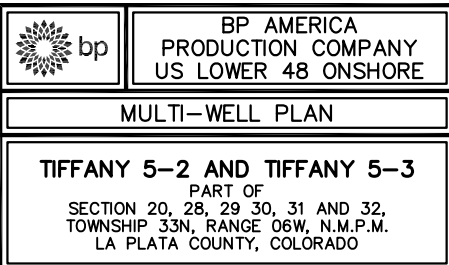 bp
BP AMERICA
PRODUCTION COMPANY
US LOWER 48 ONSHORE
MULTI-WELL PLAN
TIFFANY 5-2 AND TIFFANY 5-3
PART OF
SECTION 20, 28, 29 30, 31 AND 32,
TOWNSHIP 33N, RANGE 06W, N.M.P.M.
LA PLATA COUNTY, COLORADO